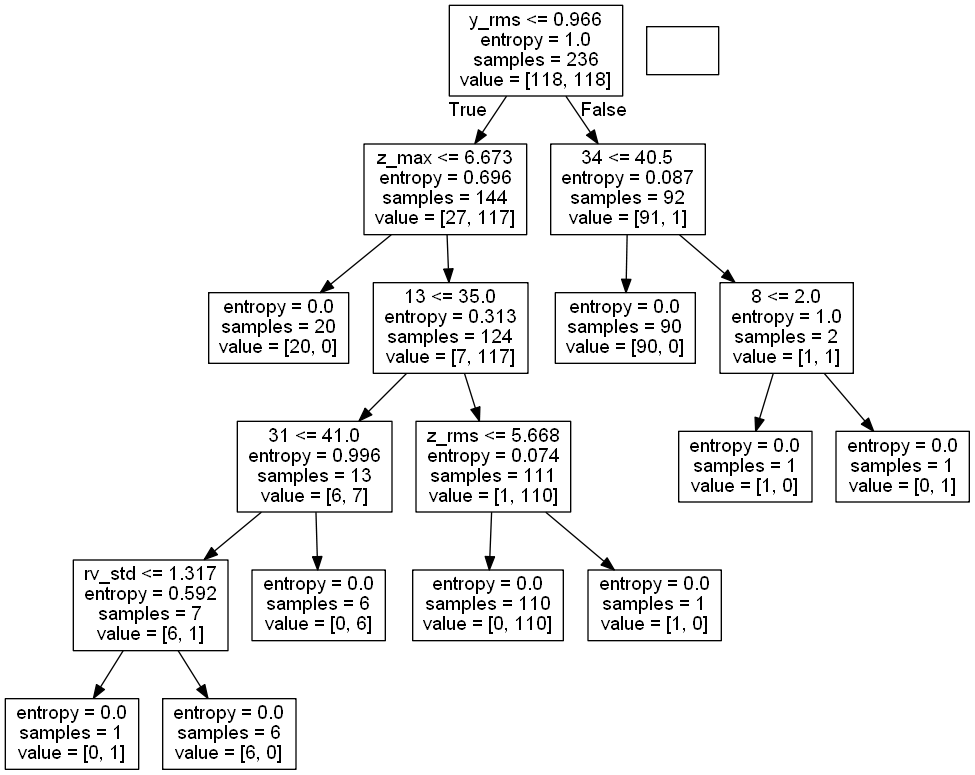 y_rms <= 0.966
entropy = 1.0
samples = 236
value = [118, 118]
True
False
z_max <= 6.673
entropy = 0.696
samples = 144
value = [27, 117]
34 <= 40.5
entropy = 0.087
samples = 92
value = [91, 1]
entropy = 0.0
samples = 20
value = [20, 0]
13 <= 35.0
entropy = 0.313
samples = 124
value = [7, 117]
entropy = 0.0
samples = 90
value = [90, 0]
8 <= 2.0
entropy = 1.0
samples = 2
value = [1, 1]
31 <= 41.0
entropy = 0.996
samples = 13
value = [6, 7]
z_rms <= 5.668
entropy = 0.074
samples = 111
value = [1, 110]
entropy = 0.0
samples = 1
value = [1, 0]
entropy = 0.0
samples = 1
value = [0, 1]
rv_std <= 1.317
entropy = 0.592
samples = 7
value = [6, 1]
entropy = 0.0
samples = 6
value = [0, 6]
entropy = 0.0
samples = 110
value = [0, 110]
entropy = 0.0
samples = 1
value = [1, 0]
entropy = 0.0
samples = 1
value = [0, 1]
entropy = 0.0
samples = 6
value = [6, 0]